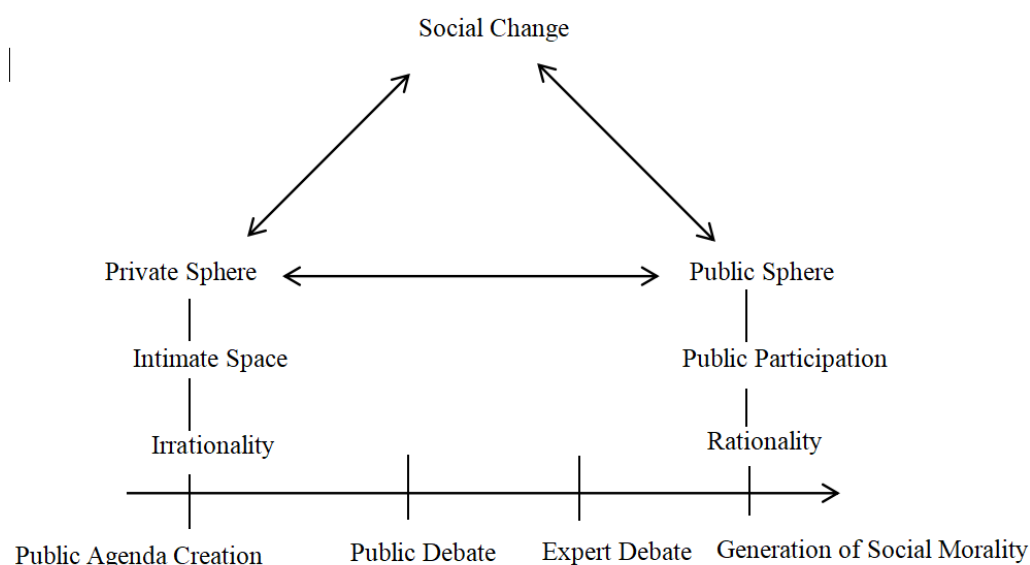 Social Change
Private Sphere
Public Sphere
Intimate Space
Public Participation
Irrationality
Rationality
Public Agenda Creation
Public Debate
Expert Debate
Generation of Social Morality